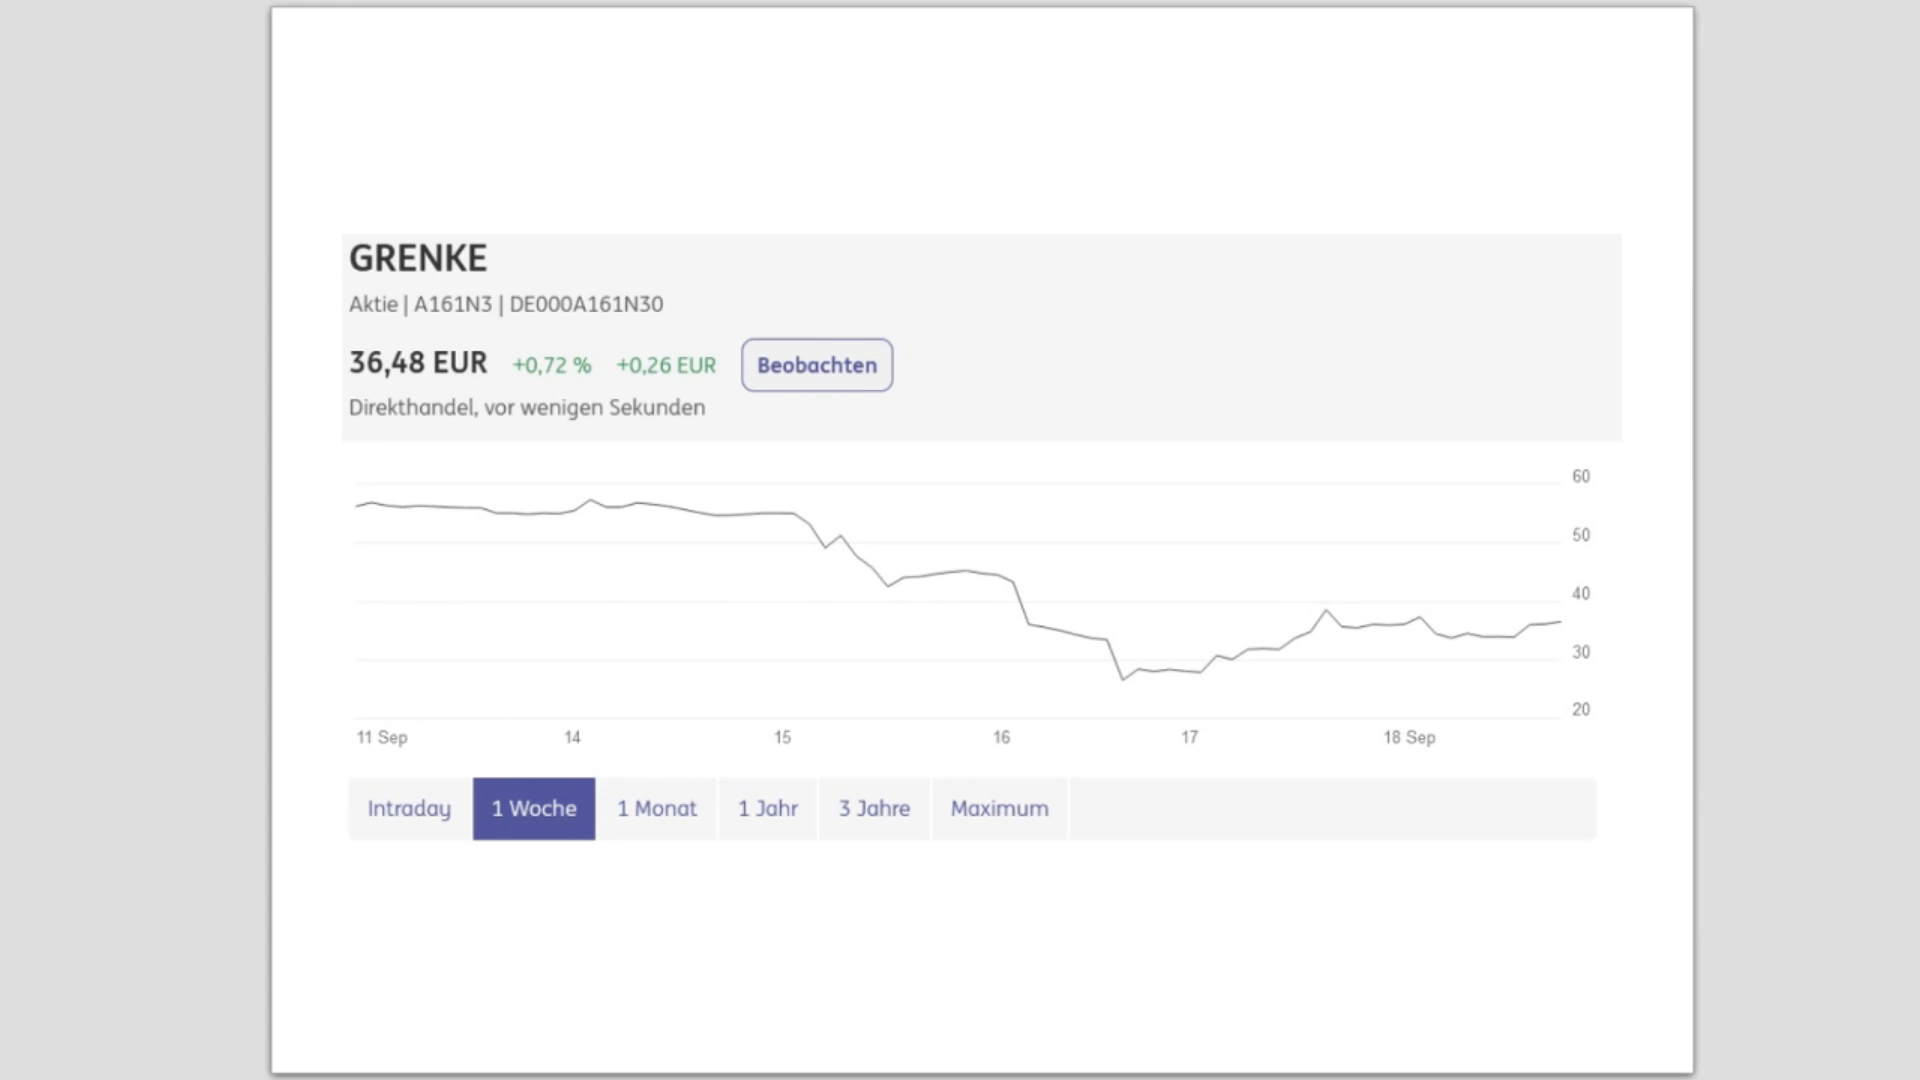 GRENKE
Aktie | A161N3 | DE000A161N30
36,48 EUR +0,72 % +0,26 EUR Beobachten
Direkthandel, vor wenigen Sekunden
60
50
40
30
20
11 Sep 14 15 16 17 18 Sep
Intraday 1 Woche 1 Monat 1 Jahr 3 Jahre Maximum